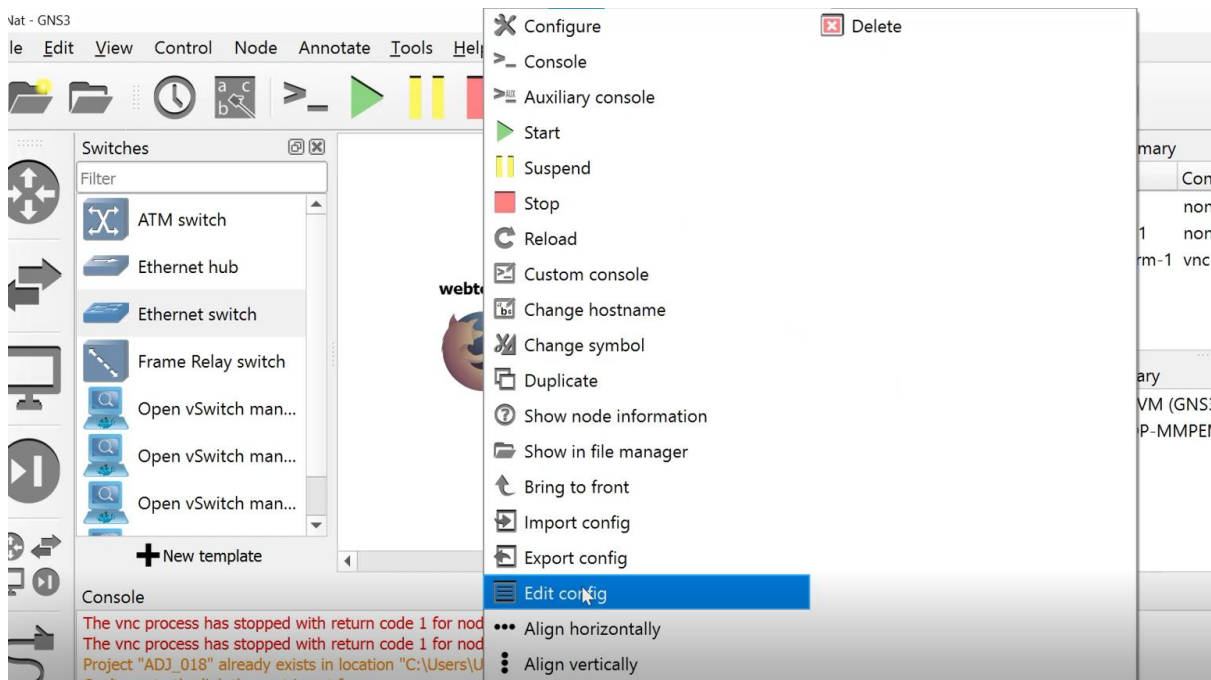 Nat - GNS3
le Edit View Control Node Annotate Tools Hel
Switches
Filter
ATM switch
Ethernet hub
Ethernet switch
Frame Relay switch
Open vSwitch man...
Open vSwitch man...
Open vSwitch man...
New template
Console
The vnc process has stopped with return code 1 for nod
The vnc process has stopped with return code 1 for nod
Project "ADJ_018" already exists in location "C:\Users\U
webte
Configure
Console
Auxiliary console
Start
Suspend
Stop
Reload
Custom console
Change hostname
Change symbol
Duplicate
Show node information
Show in file manager
Bring to front
Import config
Export config
Edit config
Align horizontally
Align vertically
Delete
mary
Con
non
1 non
rm-1 vnc
ary
VM (GNS3
P-MMPEN